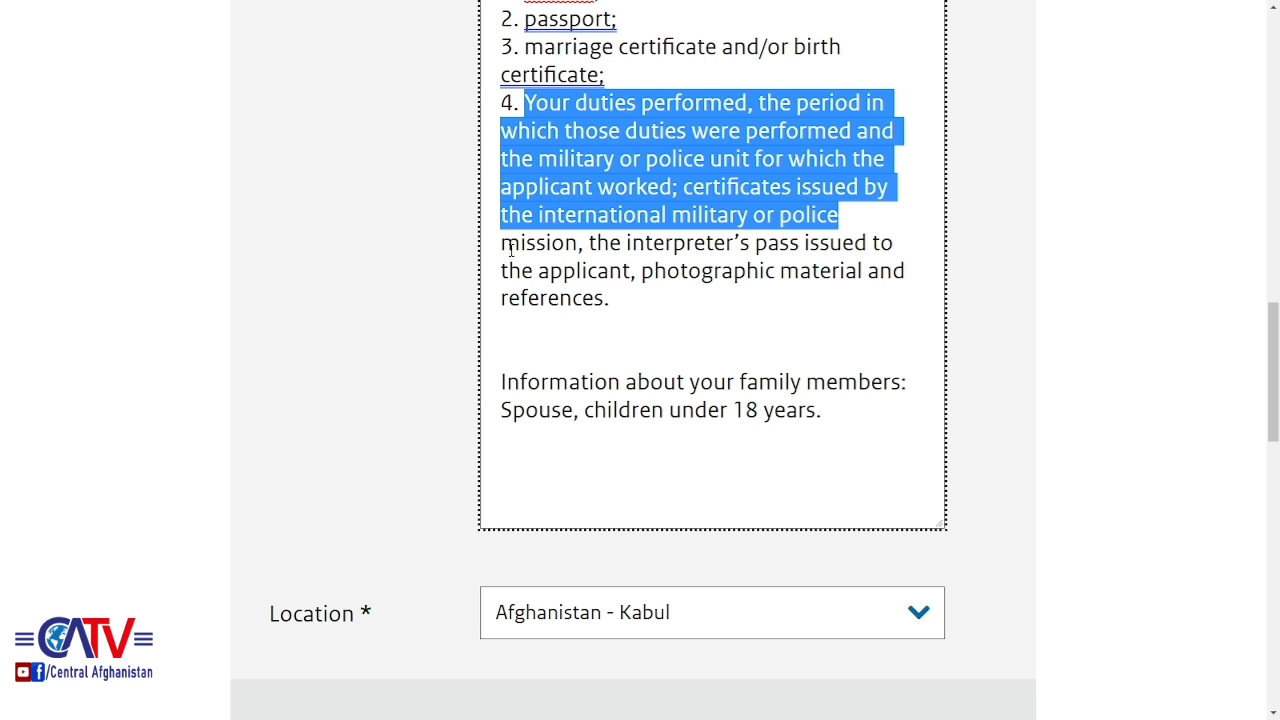 2. passport;
3. marriage certificate and/or birth
certificate;
4. Your duties performed, the period in
which those duties were performed and
the military or police unit for which the
applicant worked; certificates issued by
the international military or police
mission, the interpreter’s pass issued to
the applicant, photographic material and
references.
Information about your family members:
Spouse, children under 18 years.
Location *
Afghanistan - Kabul
CATV
/Central Afghanistan